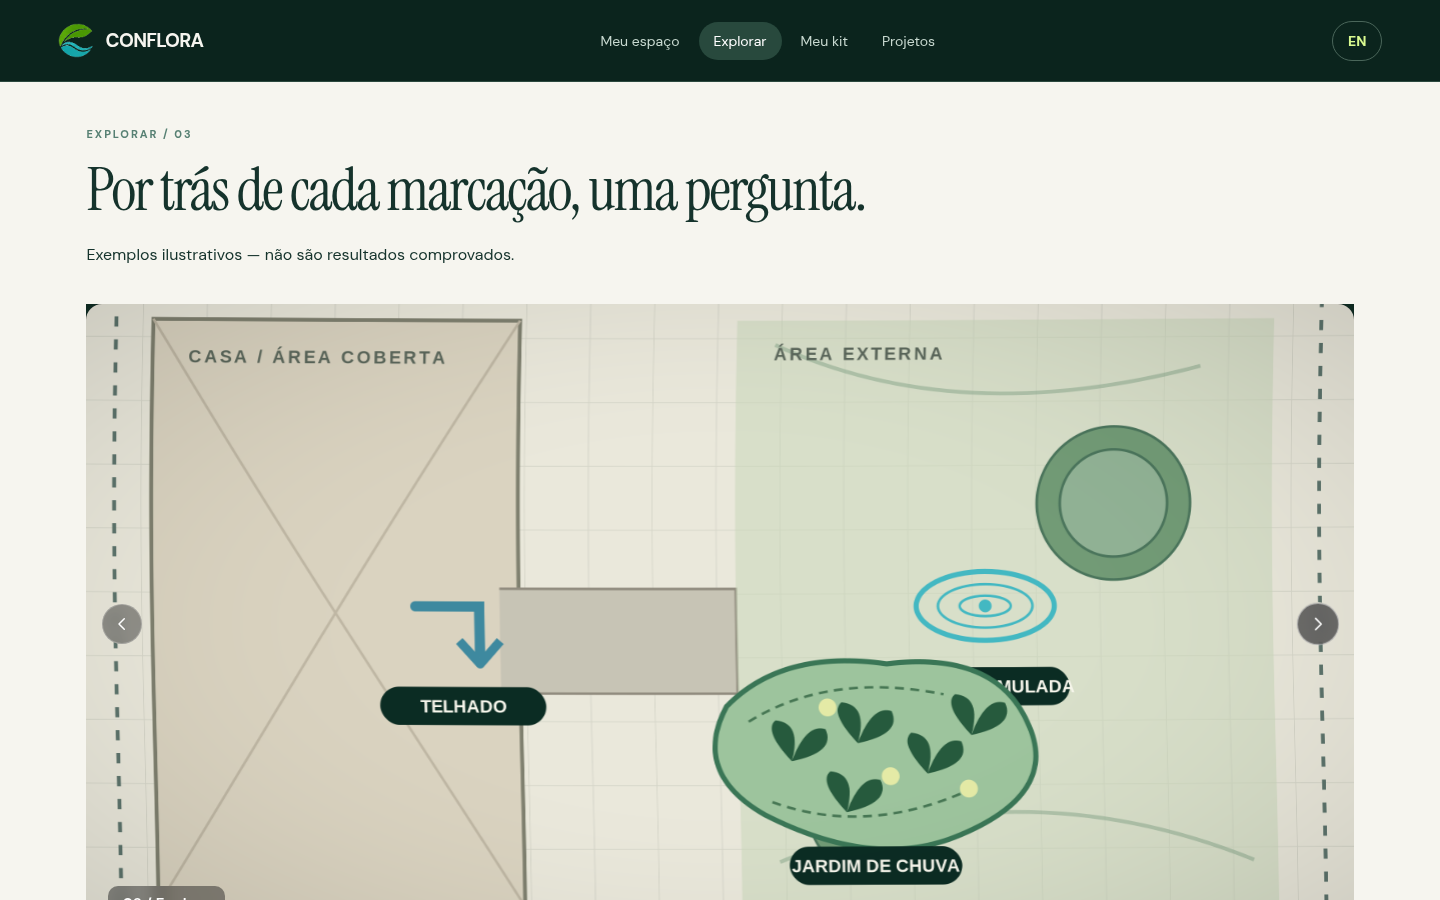 CONFLORA
Meu espaço
Explorar
Meu kit
Projetos
EN
EXPLORAR / 03
Por trás de cada marcação, uma pergunta.
Exemplos ilustrativos — não são resultados comprovados.
CASA / ÁREA COBERTA
ÁREA EXTERNA
TELHADO
JARDIM DE CHUVA